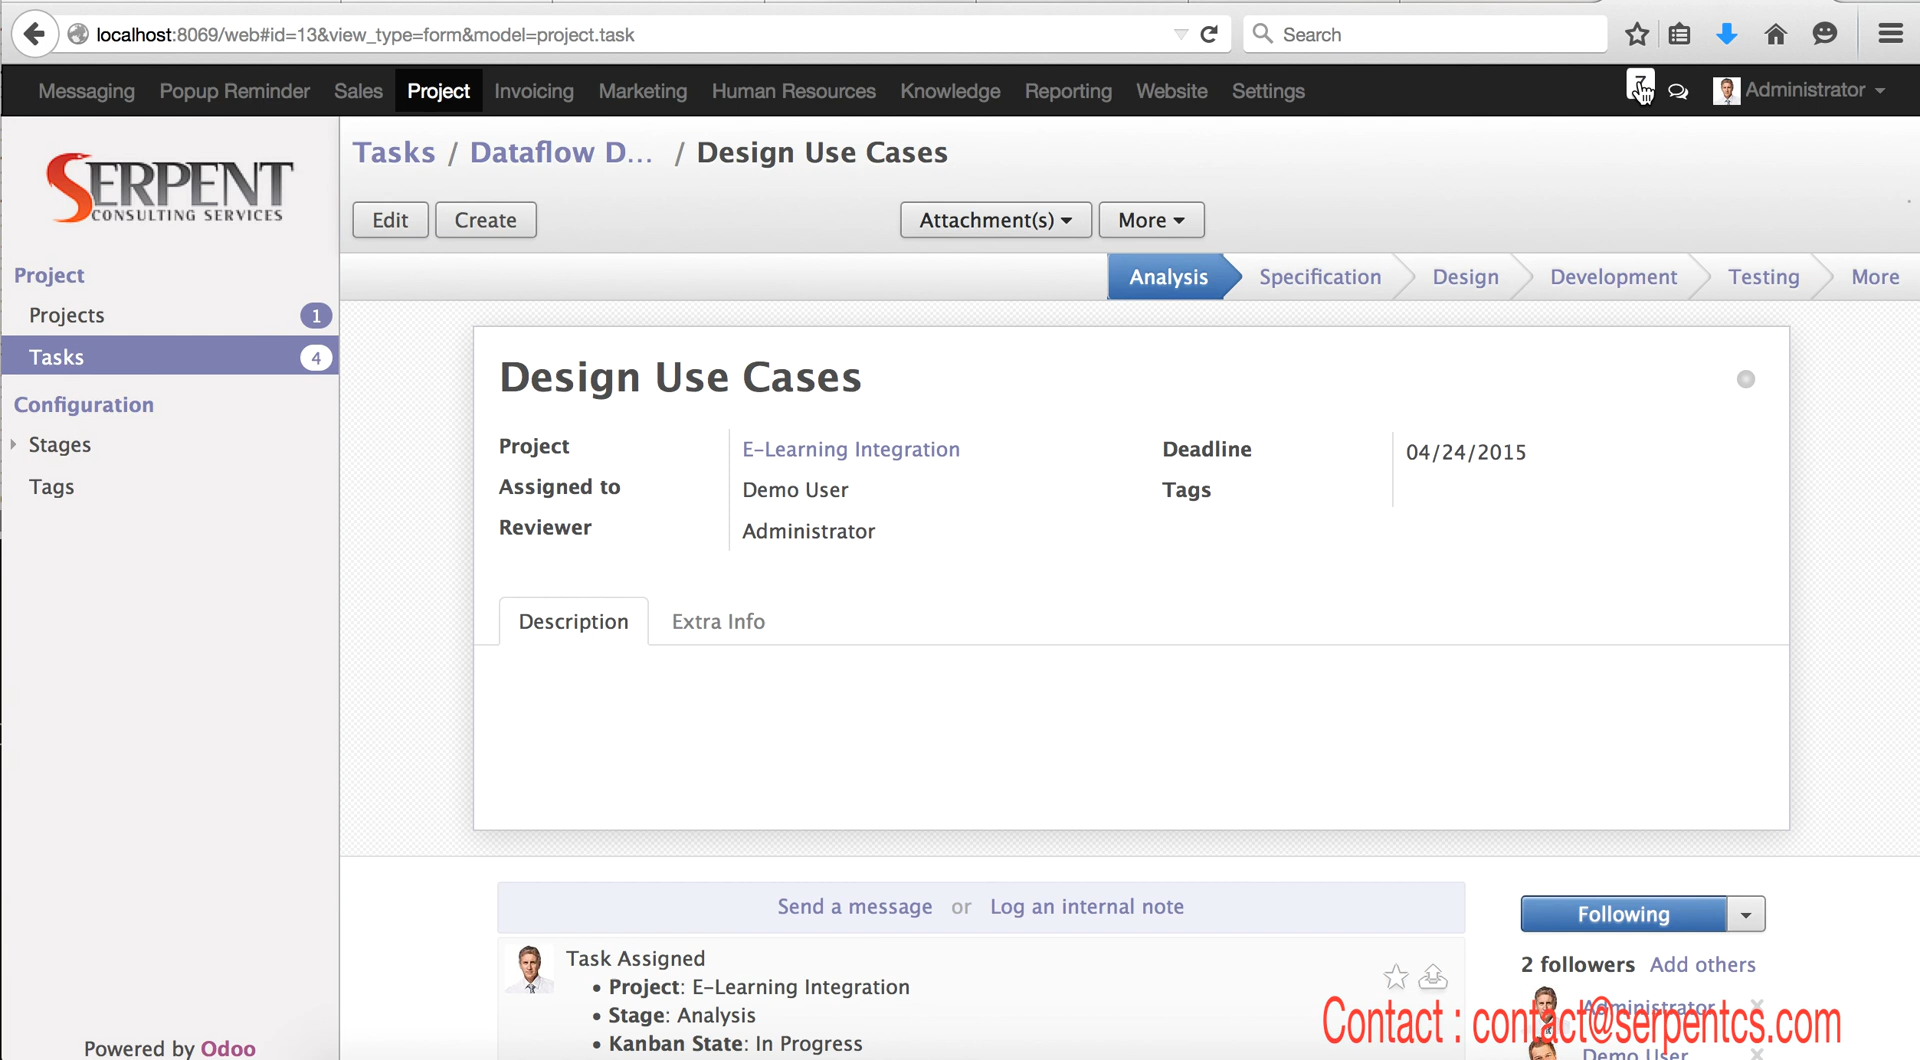 localhost:8069/web#id=13&view_type=form&model=project.task
Search
Messaging Popup Reminder Sales Project Invoicing Marketing Human Resources Knowledge Reporting Website Settings
7
Administrator
SERPENT
CONSULTING SERVICES
Project
Projects 1
Tasks 4
Configuration
Stages
Tags
Powered by Odoo
Tasks / Dataflow D... / Design Use Cases
Edit Create Attachment(s) More
Analysis Specification Design Development Testing More
Design Use Cases
Project E-Learning Integration
Assigned to Demo User
Reviewer Administrator
Deadline 04/24/2015
Tags
Description Extra Info
Send a message or Log an internal note
Task Assigned
• Project: E-Learning Integration
• Stage: Analysis
• Kanban State: In Progress
Following
2 followers Add others
Administrator
Demo User
Contact : contact@serpentcs.com